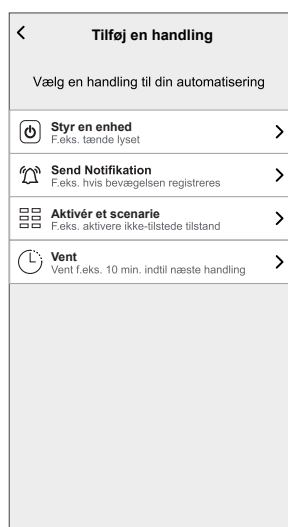 Tilføj en handling
Vælg en handling til din automatisering
Styr en enhed
F.eks. tænde lyset
Send Notifikation
F.eks. hvis bevægelsen registreres
Aktivér et scenarie
F.eks. aktivere ikke-tilstede tilstand
Vent
Vent f.eks. 10 min. indtil næste handling